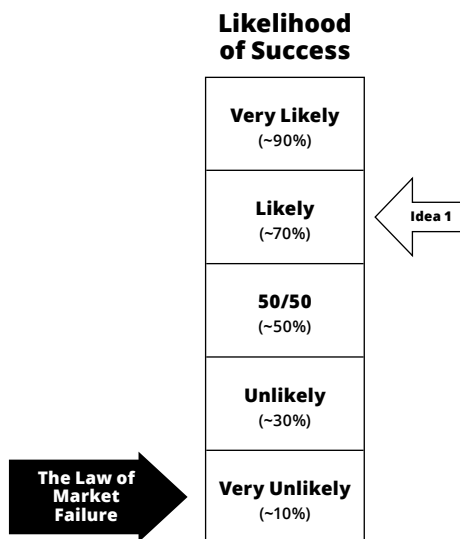 Likelihood
of Success
Very Likely
(~90%)
Likely
(~70%)
Idea 1
50/50
(~50%)
Unlikely
(~30%)
The Law of
Market
Failure
Very Unlikely
(~10%)